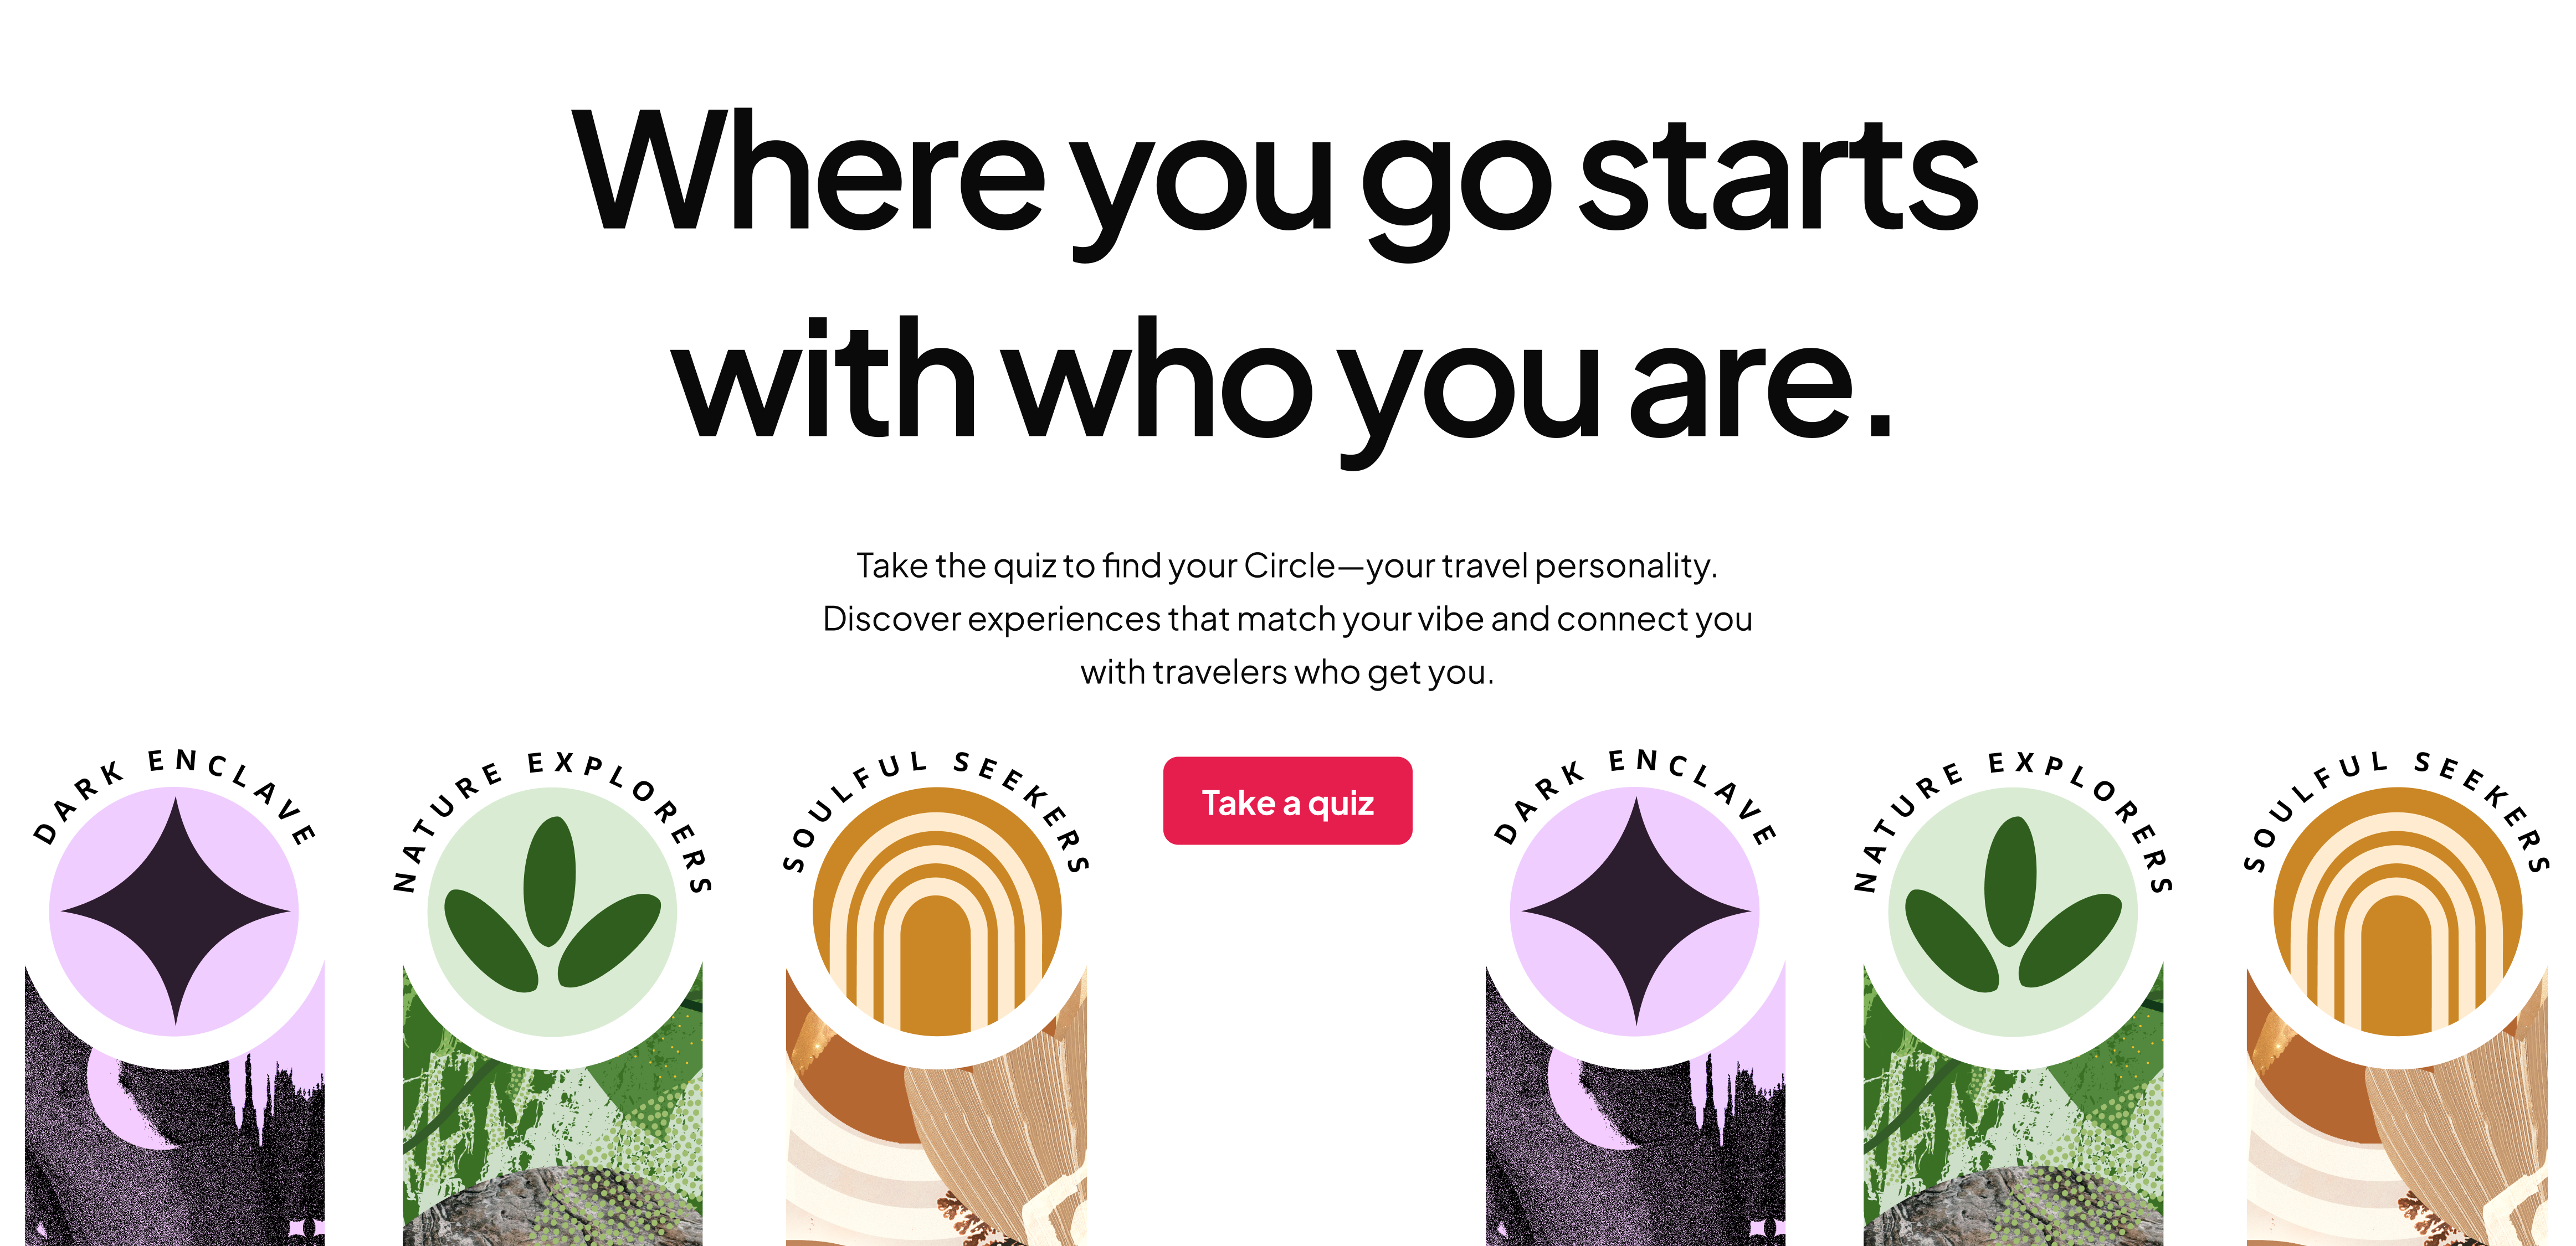 Where you go starts
with who you are.
Take the quiz to find your Circle—your travel personality.
Discover experiences that match your vibe and connect you
with travelers who get you.
DARK ENCLAVE
NATURE EXPLORERS
SOULFUL SEEKERS
Take a quiz
DARK ENCLAVE
NATURE EXPLORERS
SOULFUL SEEKERS